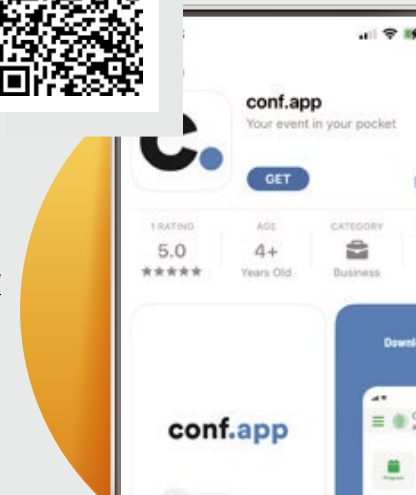 c.
conf.app
Your event in your pocket
GET
1 RATING
AGE
CATEGORY
5.0
4+
Years Old
Business
conf.app
Program